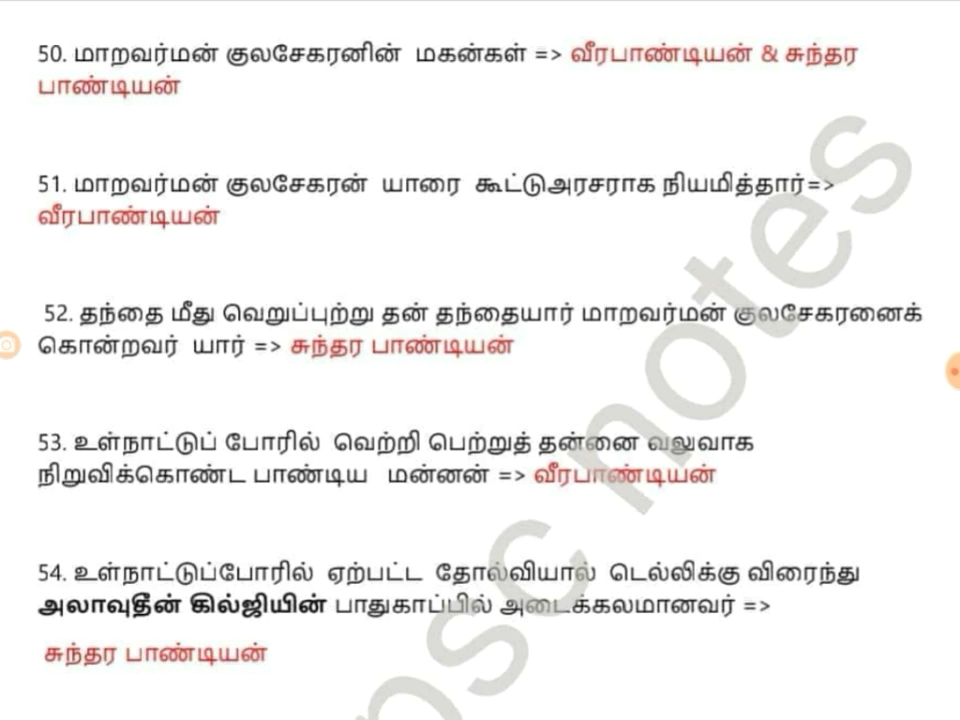 50. மாறவர்மன் குலசேகரனின் மகன்கள் => வீரபாண்டியன் & சுந்தர
பாண்டியன்
51. மாறவர்மன் குலசேகரன் யாரை கூட்டுஅரசராக நியமித்தார்=>
வீரபாண்டியன்
52. தந்தை மீது வெறுப்புற்று தன் தந்தையார் மாறவர்மன் குலசேகரனைக்
கொன்றவர் யார் => சுந்தர பாண்டியன்
53. உள்நாட்டுப் போரில் வெற்றி பெற்றுத் தன்னை வலுவாக
நிறுவிக்கொண்ட பாண்டிய மன்னன் => வீரபாண்டியன்
54. உள்நாட்டுப்போரில் ஏற்பட்ட தோல்வியால் டெல்லிக்கு விரைந்து
அலாவுதீன் கில்ஜியின் பாதுகாப்பில் அடைக்கலமானவர் =>
சுந்தர பாண்டியன்
psc notes